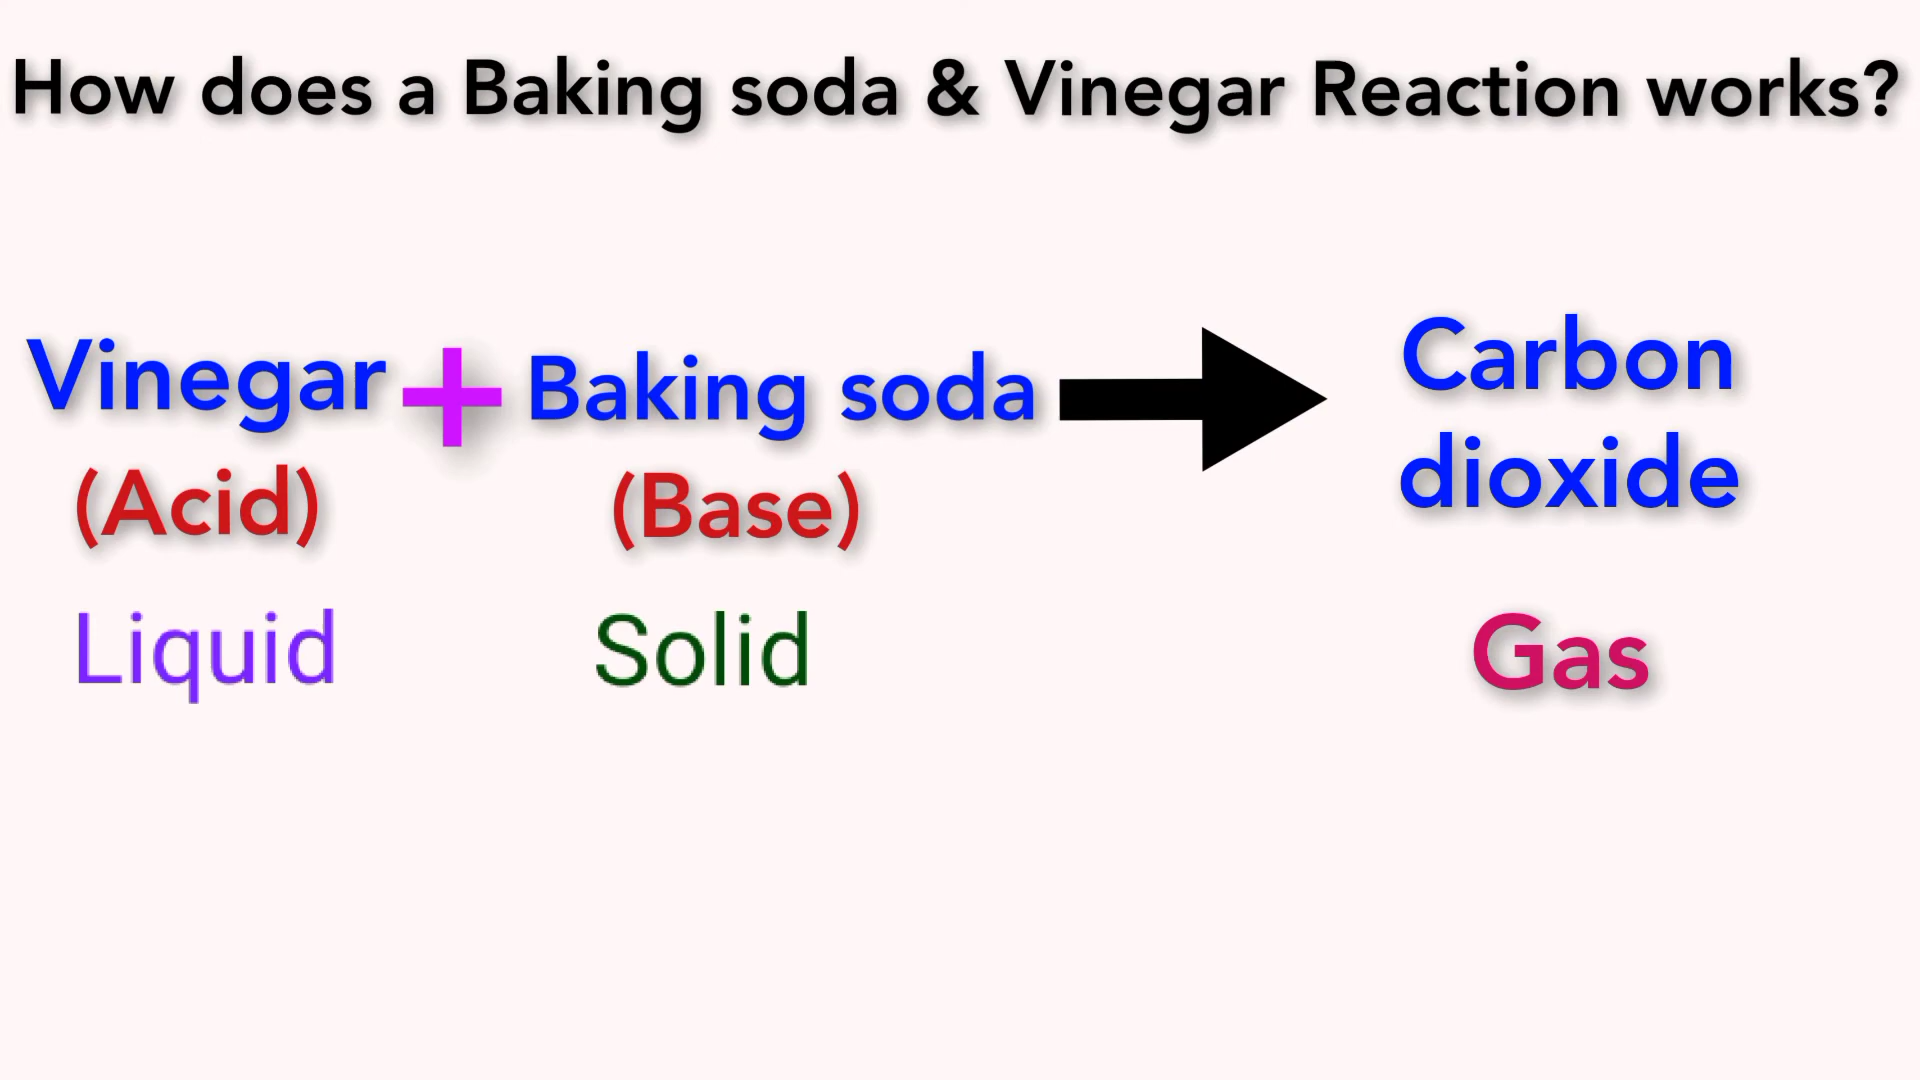 How does a Baking soda & Vinegar Reaction works?
Vinegar + Baking soda
(Acid) (Base)
Liquid Solid
Carbon
dioxide
Gas